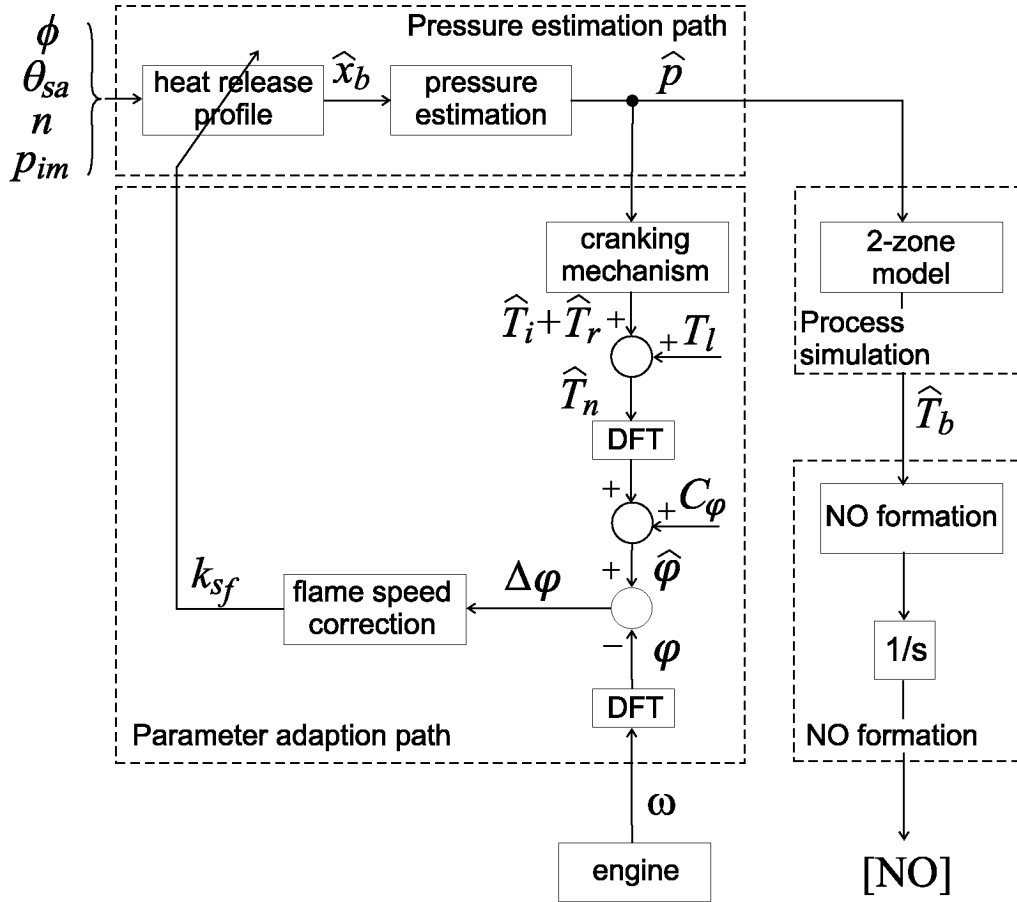 Pressure estimation path
ϕ
θsa
n
pim
heat release
profile
x̂b
pressure
estimation
p̂
cranking
mechanism
T̂i+T̂r +
+ Tl
T̂n
DFT
+
+ Cφ
+ φ̂
Δφ
− φ
DFT
ksf
flame speed
correction
Parameter adaption path
ω
engine
2-zone
model
Process
simulation
T̂b
NO formation
1/s
NO formation
[NO]